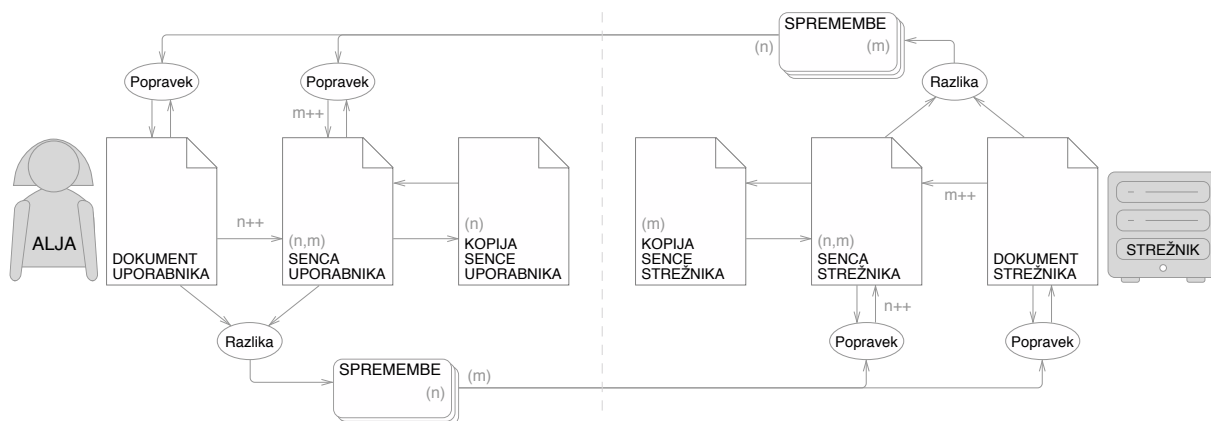 SPREMEMBE
(n)
(m)
Popravek
Popravek
Razlika
m++
ALJA
DOKUMENT
UPORABNIKA
n++
(n,m)
SENCA
UPORABNIKA
(n)
KOPIJA
SENCE
UPORABNIKA
(m)
KOPIJA
SENCE
STREŽNIKA
(n,m)
SENCA
STREŽNIKA
m++
DOKUMENT
STREŽNIKA
STREŽNIK
n++
Razlika
Popravek
Popravek
SPREMEMBE
(n)
(m)